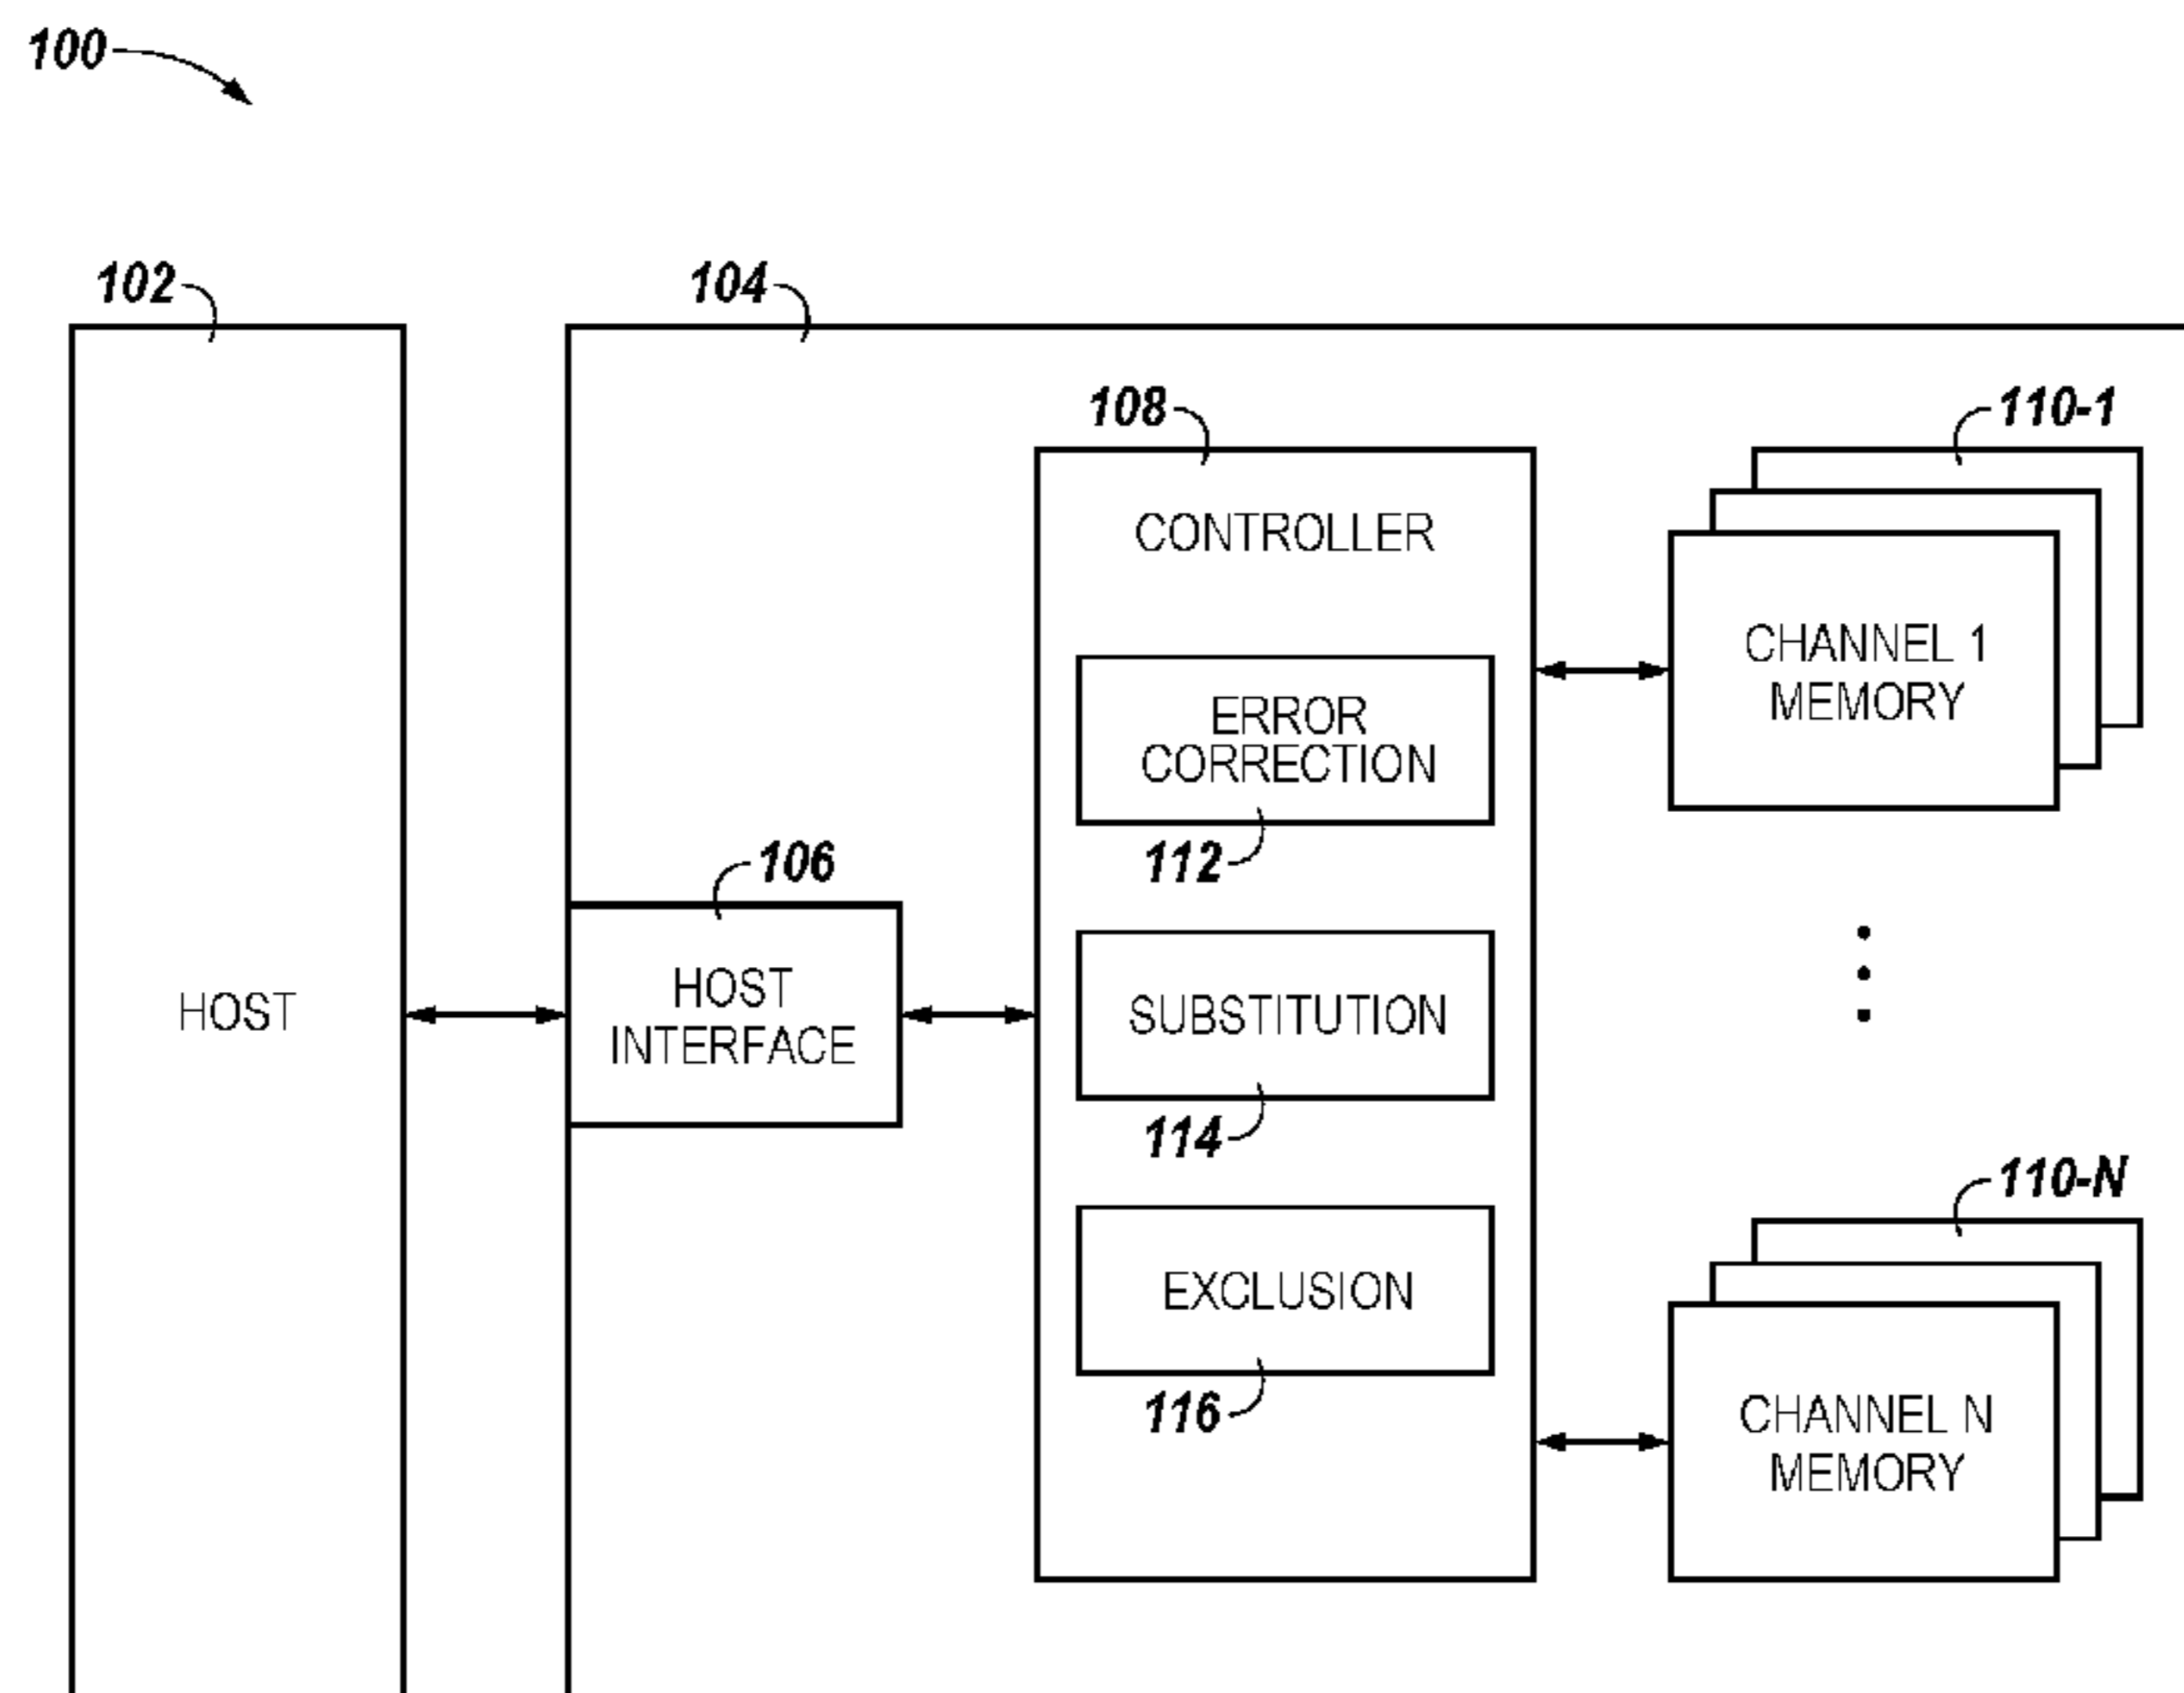 100
102
104
108
110-1
CONTROLLER
CHANNEL 1
MEMORY
ERROR
CORRECTION
112
106
HOST
INTERFACE
HOST
SUBSTITUTION
114
110-N
EXCLUSION
116
CHANNEL N
MEMORY